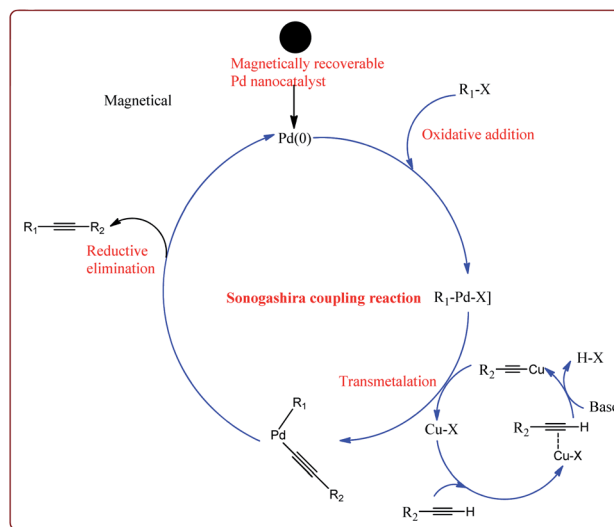 Magnetically recoverable
Pd nanocatalyst
R₁-X
Magnetical
Pd(0)
Oxidative addition
R₁ R₂
Reductive
elimination
Sonogashira coupling reaction
R₁-Pd-X]
H-X
Transmetalation
R₂ Cu
Base
R₁
Cu-X
R₂ H
Cu-X
Pd
R₂
R₂ H